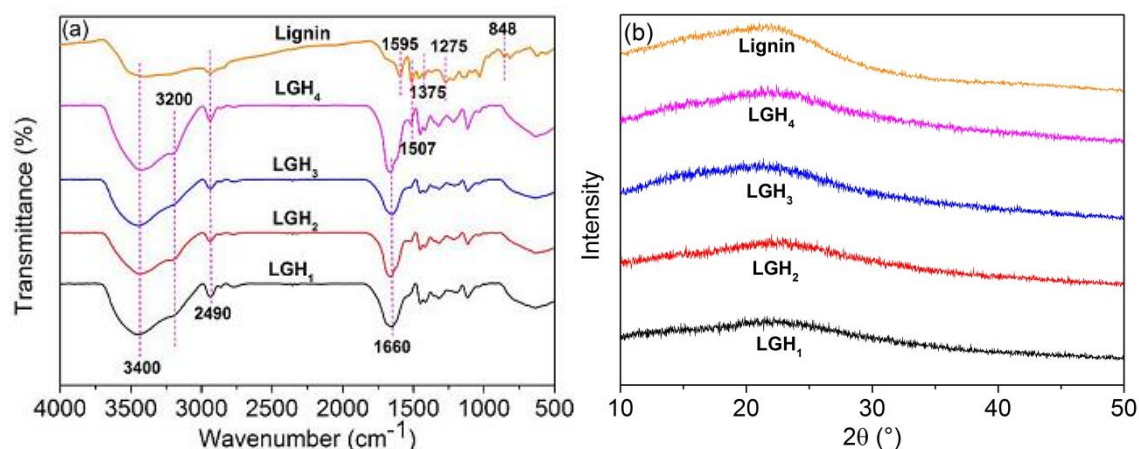 (a)
Lignin
1595
1275
848
1375
3200
LGH4
1507
LGH3
LGH2
LGH1
2490
1660
3400
Transmittance (%)
4000 3500 3000 2500 2000 1500 1000 500
Wavenumber (cm-1)
(b)
Lignin
LGH4
LGH3
LGH2
LGH1
Intensity
10 20 30 40 50
2θ (°)